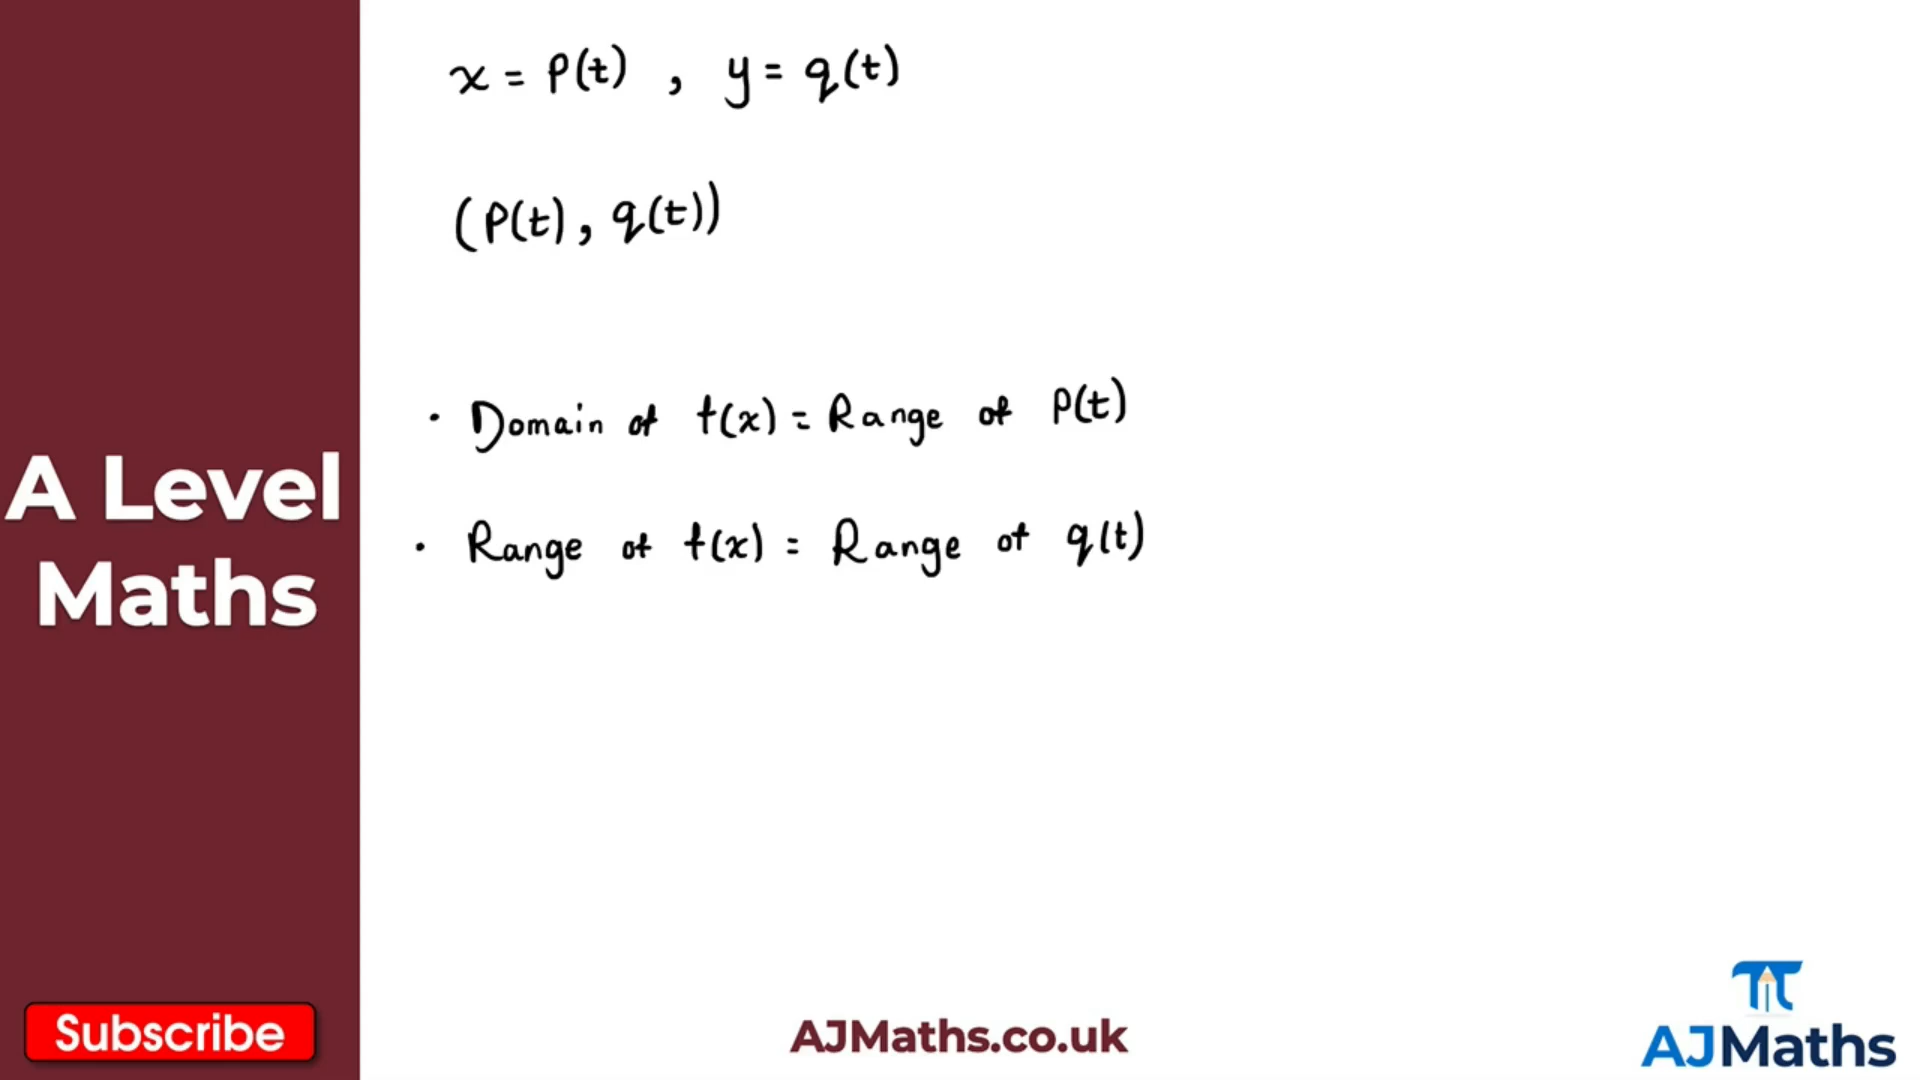 x = p(t) , y = q(t)
(p(t), q(t))
• Domain of f(x) = Range of p(t)
• Range of f(x) = Range of q(t)
A Level
Maths
Subscribe
AJMaths.co.uk
AJMaths